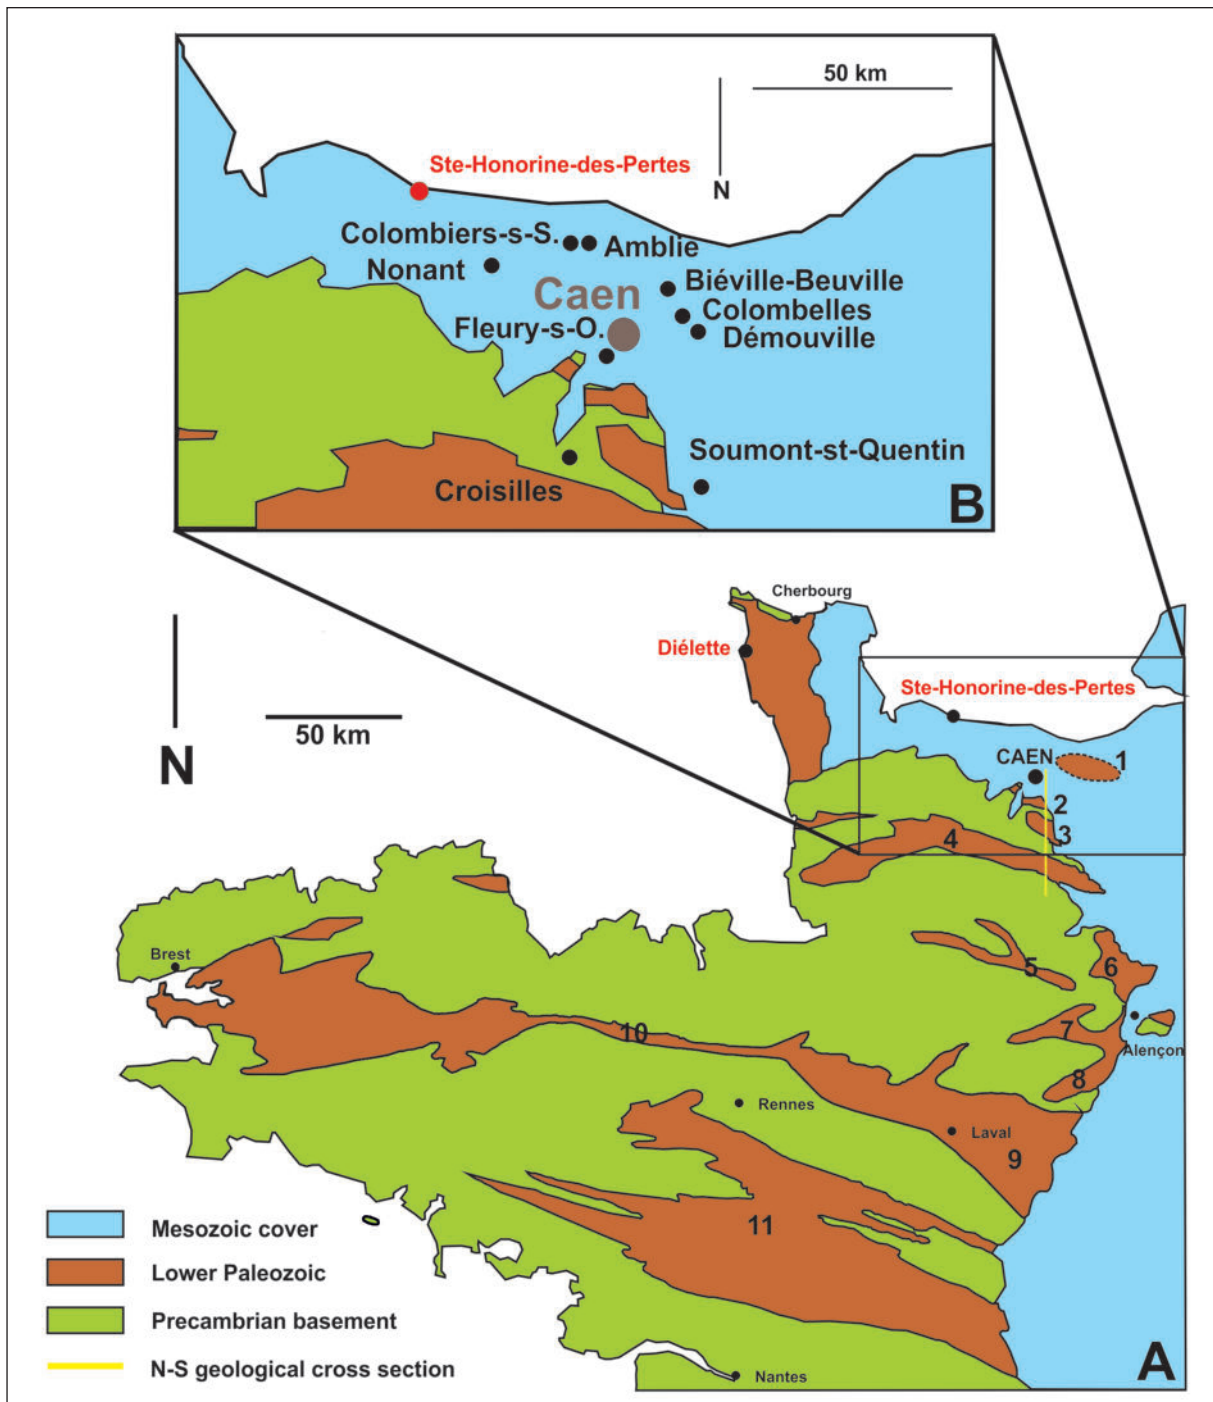 50 km
N
Ste-Honorine-des-Pertes
Colombiers-s-S.
Amblie
Nonant
Biéville-Beuville
Caen
Colombelles
Fleury-s-O.
Démouville
Soumont-st-Quentin
Croisilles
B
Cherbourg
Diélette
Ste-Honorine-des-Pertes
50 km
N
CAEN
1
2
3
4
5
6
Brest
7
10
Alençon
8
Rennes
Laval
9
11
Mesozoic cover
Lower Paleozoic
Precambrian basement
N-S geological cross section
A
Nantes